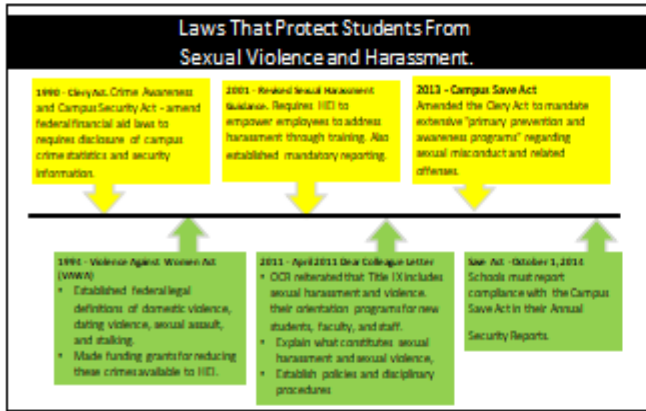 Laws That Protect Students From
Sexual Violence and Harassment.
1990 - Clery Act. Crime Awareness
and Campus Security Act - amend
federal financial aid laws to
requires disclosure of campus
crime statistics and security
information.
2001 - Revised Sexual Harassment
Guidance. Requires HEI to
empower employees to address
harassment through training. Also
established mandatory reporting.
2013 - Campus Save Act
Amended the Clery Act to mandate
extensive "primary prevention and
awareness programs" regarding
sexual misconduct and related
offenses.
1994 - Violence Against Women Act
(VAWA)
• Established federal legal
definitions of domestic violence,
dating violence, sexual assault,
and stalking.
• Made funding grants for reducing
these crimes available to HEI.
2011 - April 2011 Dear Colleague Letter
• OCR reiterated that Title IX includes
sexual harassment and violence.
their orientation programs for new
students, faculty, and staff.
• Explain what constitutes sexual
harassment and sexual violence,
• Establish policies and disciplinary
procedures
Save Act - October 1, 2014
Schools must report
compliance with the Campus
Save Act in their Annual
Security Reports.